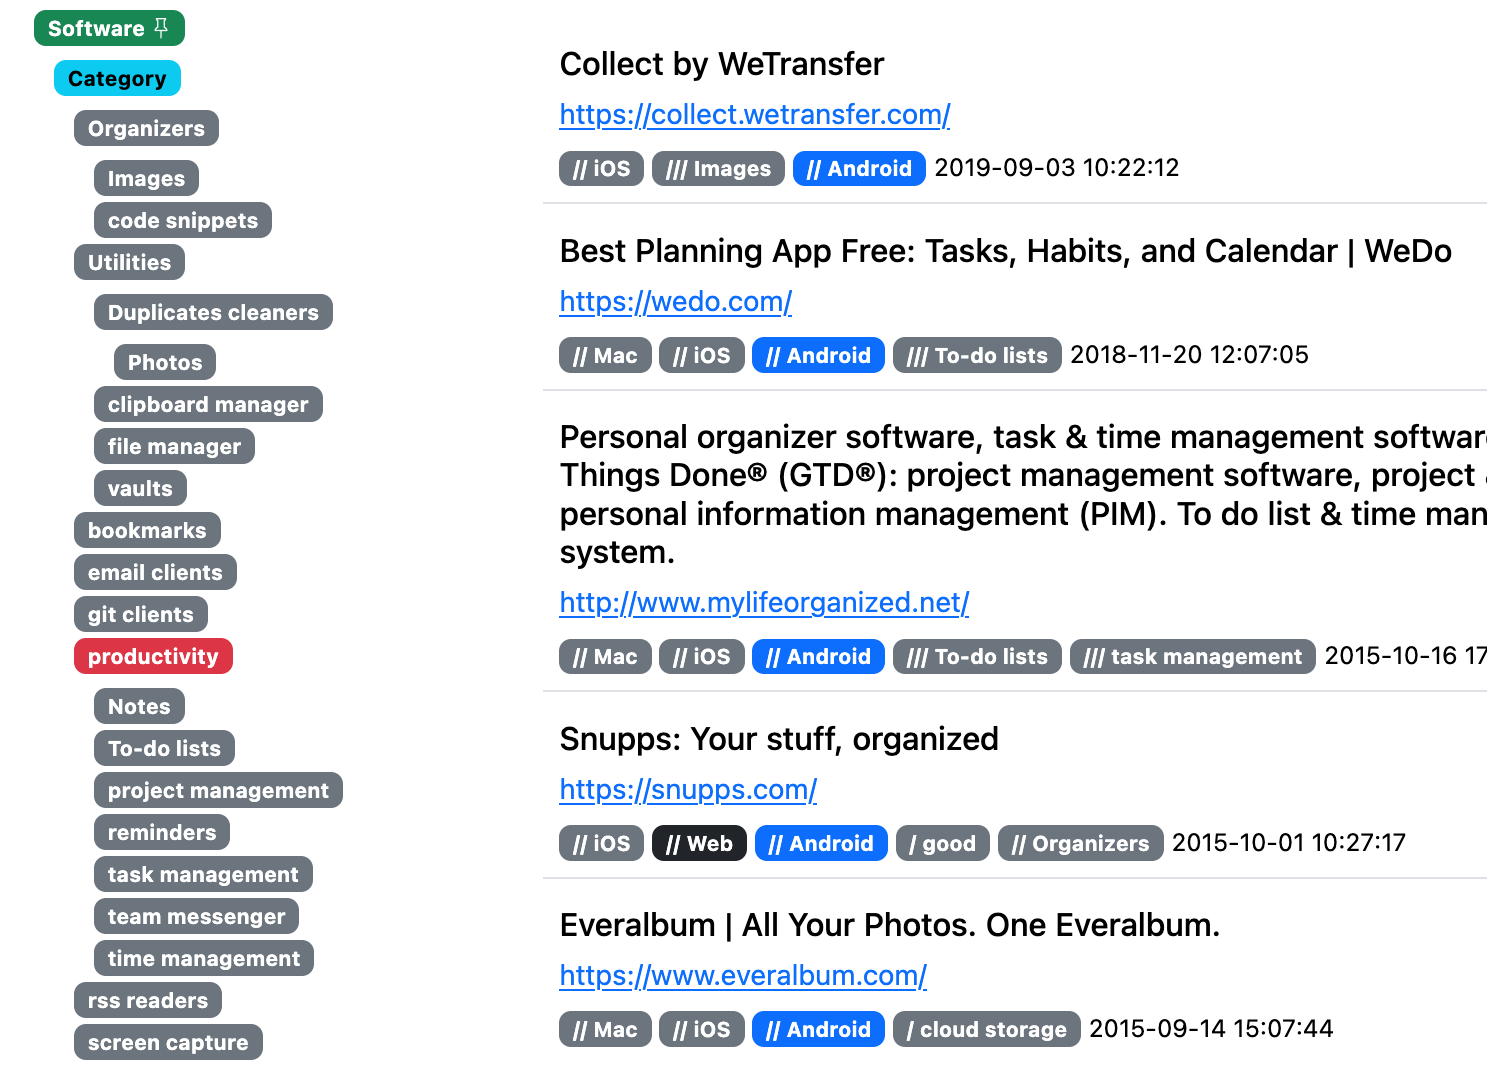 Software
Category
Organizers
Images
code snippets
Utilities
Duplicates cleaners
Photos
clipboard manager
file manager
vaults
bookmarks
email clients
git clients
productivity
Notes
To-do lists
project management
reminders
task management
team messenger
time management
rss readers
screen capture
Collect by WeTransfer
https://collect.wetransfer.com/
// iOS /// Images // Android 2019-09-03 10:22:12
Best Planning App Free: Tasks, Habits, and Calendar | WeDo
https://wedo.com/
// Mac // iOS // Android /// To-do lists 2018-11-20 12:07:05
Personal organizer software, task & time management softwar
Things Done® (GTD®): project management software, project
personal information management (PIM). To do list & time man
system.
http://www.mylifeorganized.net/
// Mac // iOS // Android /// To-do lists /// task management 2015-10-16 17
Snupps: Your stuff, organized
https://snupps.com/
// iOS // Web // Android / good // Organizers 2015-10-01 10:27:17
Everalbum | All Your Photos. One Everalbum.
https://www.everalbum.com/
// Mac // iOS // Android / cloud storage 2015-09-14 15:07:44